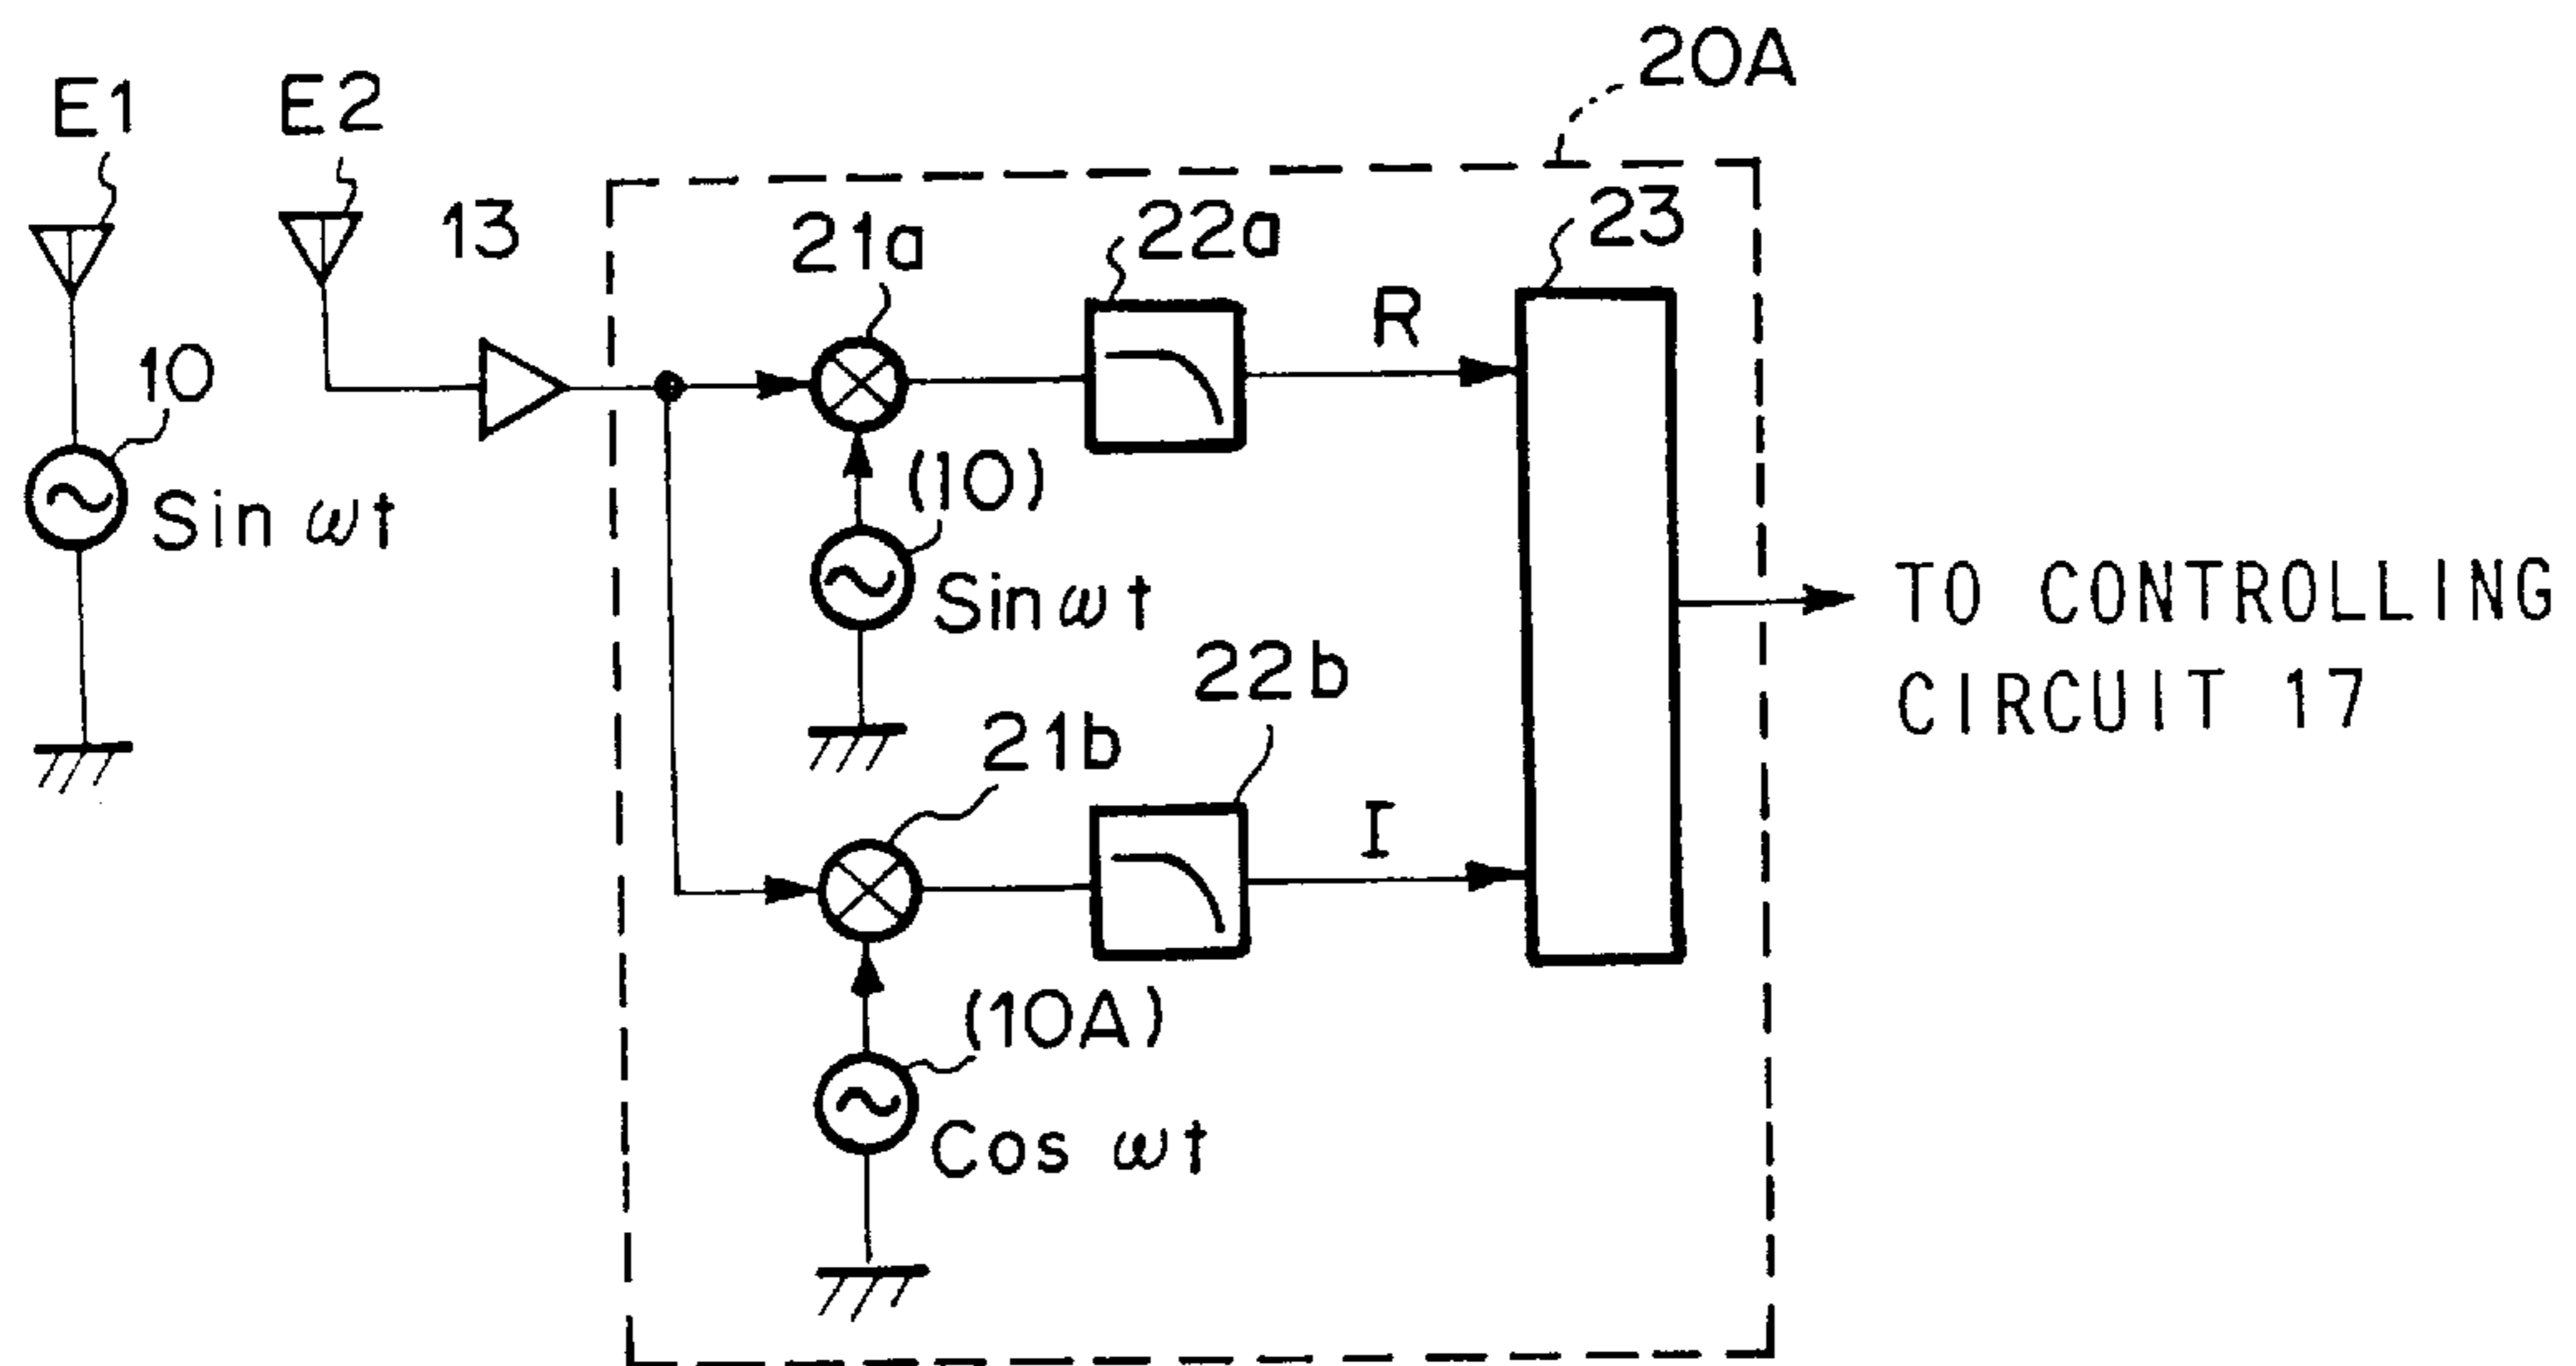 20A
E1
E2
13
21a
22a
23
R
10
Sin ωt
(10)
Sin ωt
TO CONTROLLING
CIRCUIT 17
22b
21b
I
(10A)
Cos ωt